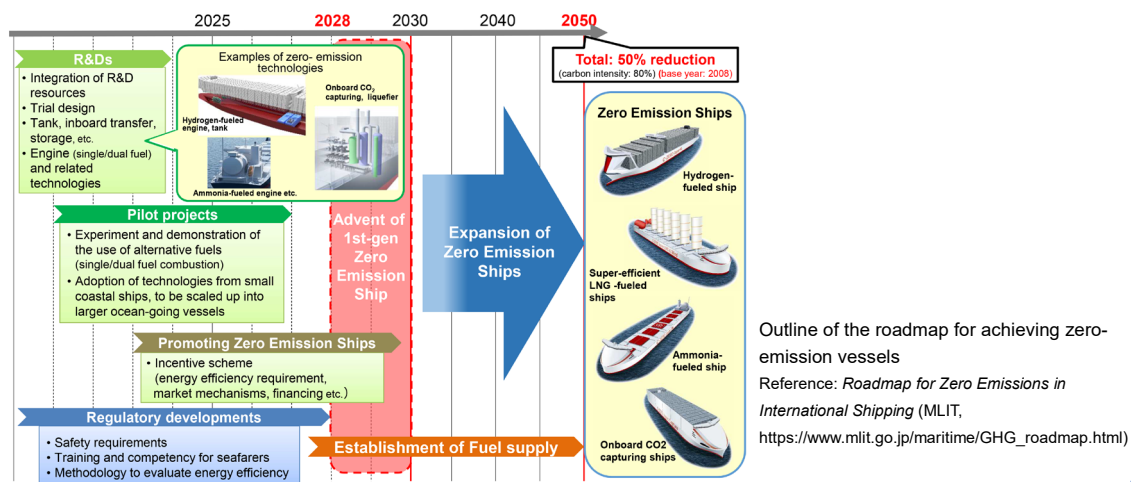 2025
2028
2030
2040
2050
R&Ds
• Integration of R&D
resources
• Trial design
• Tank, inboard transfer,
storage, etc.
• Engine (single/dual fuel)
and related
technologies
Examples of zero- emission
technologies
Hydrogen-fueled
engine, tank
Onboard CO2
capturing, liquefier
Ammonia-fueled engine etc.
Total: 50% reduction
(carbon intensity: 80%) (base year: 2008)
Pilot projects
• Experiment and demonstration of
the use of alternative fuels
(single/dual fuel combustion)
• Adoption of technologies from small
coastal ships, to be scaled up into
larger ocean-going vessels
Advent of
1st-gen
Zero
Emission
Ship
Expansion of
Zero Emission
Ships
Zero Emission Ships
Hydrogen-
fueled ship
Super-efficient
LNG -fueled
ships
Ammonia-
fueled ship
Onboard CO2
capturing ships
Promoting Zero Emission Ships
• Incentive scheme
(energy efficiency requirement,
market mechanisms, financing etc.)
Regulatory developments
• Safety requirements
• Training and competency for seafarers
• Methodology to evaluate energy efficiency
Establishment of Fuel supply
Outline of the roadmap for achieving zero-
emission vessels
Reference: Roadmap for Zero Emissions in
International Shipping (MLIT,
https://www.mlit.go.jp/maritime/GHG_roadmap.html)